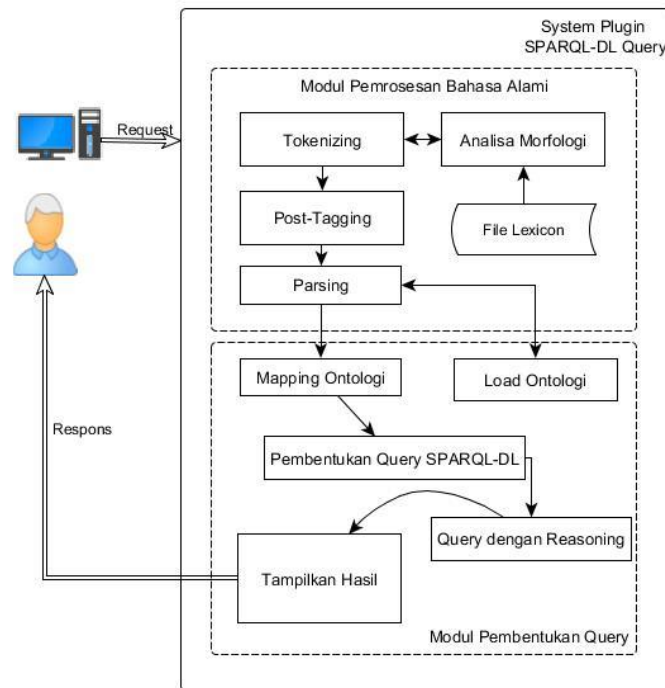 System Plugin
SPARQL-DL Query
Modul Pemrosesan Bahasa Alami
Request
Tokenizing
Analisa Morfologi
Post-Tagging
File Lexicon
Parsing
Mapping Ontologi
Load Ontologi
Respons
Pembentukan Query SPARQL-DL
Query dengan Reasoning
Tampilkan Hasil
Modul Pembentukan Query